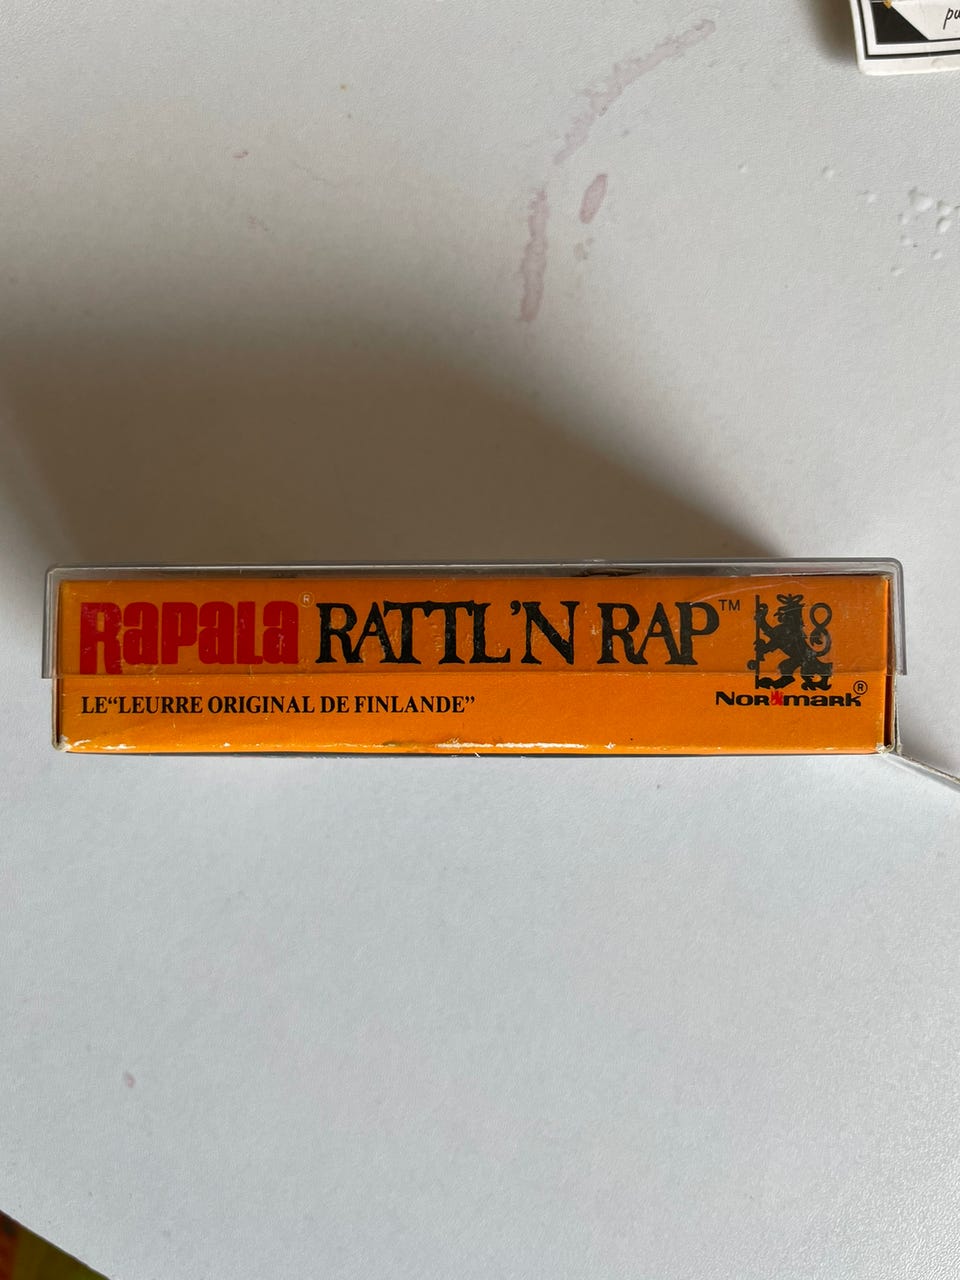 Rapala® RATTL'N RAP™
LE“LEURRE ORIGINAL DE FINLANDE”
Normark®